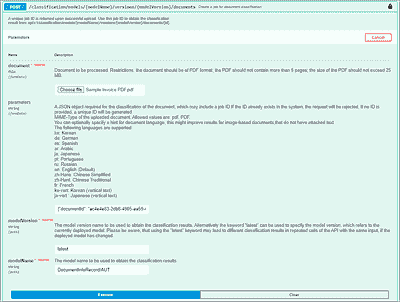 POST /classification/models/{modelName}/versions/{modelVersion}/documents Create a job for document classification
A unique job ID is returned upon successful upload. Use this job ID to obtain the classification
Parameters
Cancel
Name Description
document * required
file
(formData)
Document to be processed. Restrictions: the document should be of PDF format; the PDF should not contain more than 9 pages; the size of the PDF should not exceed 25
MB.
Choose file Sample Invoice PDF.pdf
parameters
string
(formData)
A JSON object required for the classification of the document, which may include a job ID. If the ID already exists in the system, the request will be rejected. If no ID is
provided, a unique ID will be generated
MIME-Type of the uploaded document. Allowed values are: pdf, PDF.
You can optionally specify a hint for document language, this might improve results for image-based documents that do not have attached text
The following languages are supported
ko: Korean
de: German
es: Spanish
ar: Arabic
ja: Japanese
pt: Portuguese
ru: Russian
en: English (Default)
zh-Hans: Chinese Simplified
zh-Hant: Chinese Traditional
fr: French
ko-vert: Korean (vertical text)
ja-vert: Japanese (vertical text)
modelVersion * required
string
(path)
The model version name to be used to obtain the classification results. Alternatively the keyword "latest" can be used to specify the model version, which refers to the
currently deployed model. Please be aware, that using the "latest" keyword may lead to different classification results in repeated calls of the API with the same input, if the
deployed model has changed.
latest
modelName * required
string
(path)
The model name to be used to obtain the classification results.
Execute
Clear